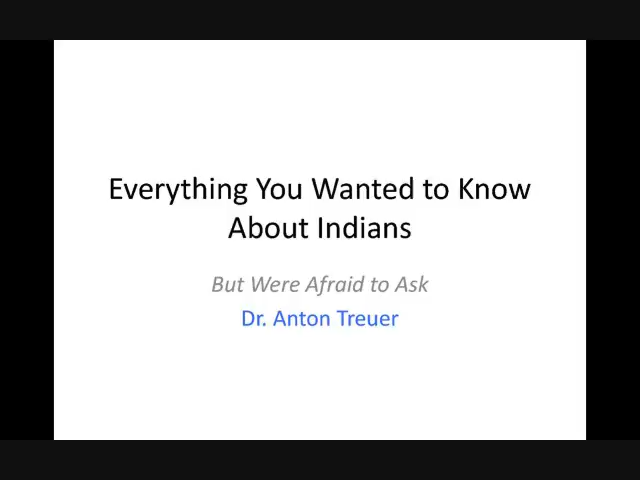 Everything You Wanted to Know
About Indians
But Were Afraid to Ask
Dr. Anton Treuer